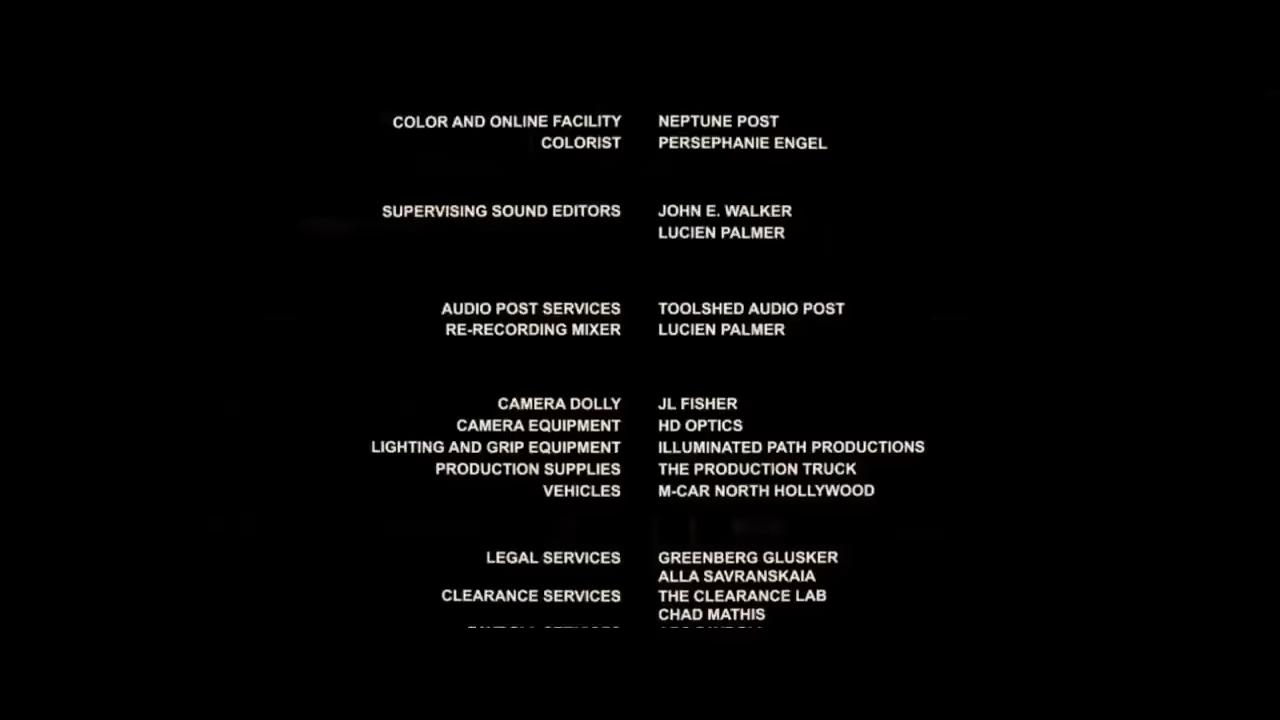 COLOR AND ONLINE FACILITY NEPTUNE POST
COLORIST PERSEPHANIE ENGEL
SUPERVISING SOUND EDITORS JOHN E. WALKER
LUCIEN PALMER
AUDIO POST SERVICES TOOLSHED AUDIO POST
RE-RECORDING MIXER LUCIEN PALMER
CAMERA DOLLY JL FISHER
CAMERA EQUIPMENT HD OPTICS
LIGHTING AND GRIP EQUIPMENT ILLUMINATED PATH PRODUCTIONS
PRODUCTION SUPPLIES THE PRODUCTION TRUCK
VEHICLES M-CAR NORTH HOLLYWOOD
LEGAL SERVICES GREENBERG GLUSKER
ALLA SAVRANSKAIA
CLEARANCE SERVICES THE CLEARANCE LAB
CHAD MATHIS